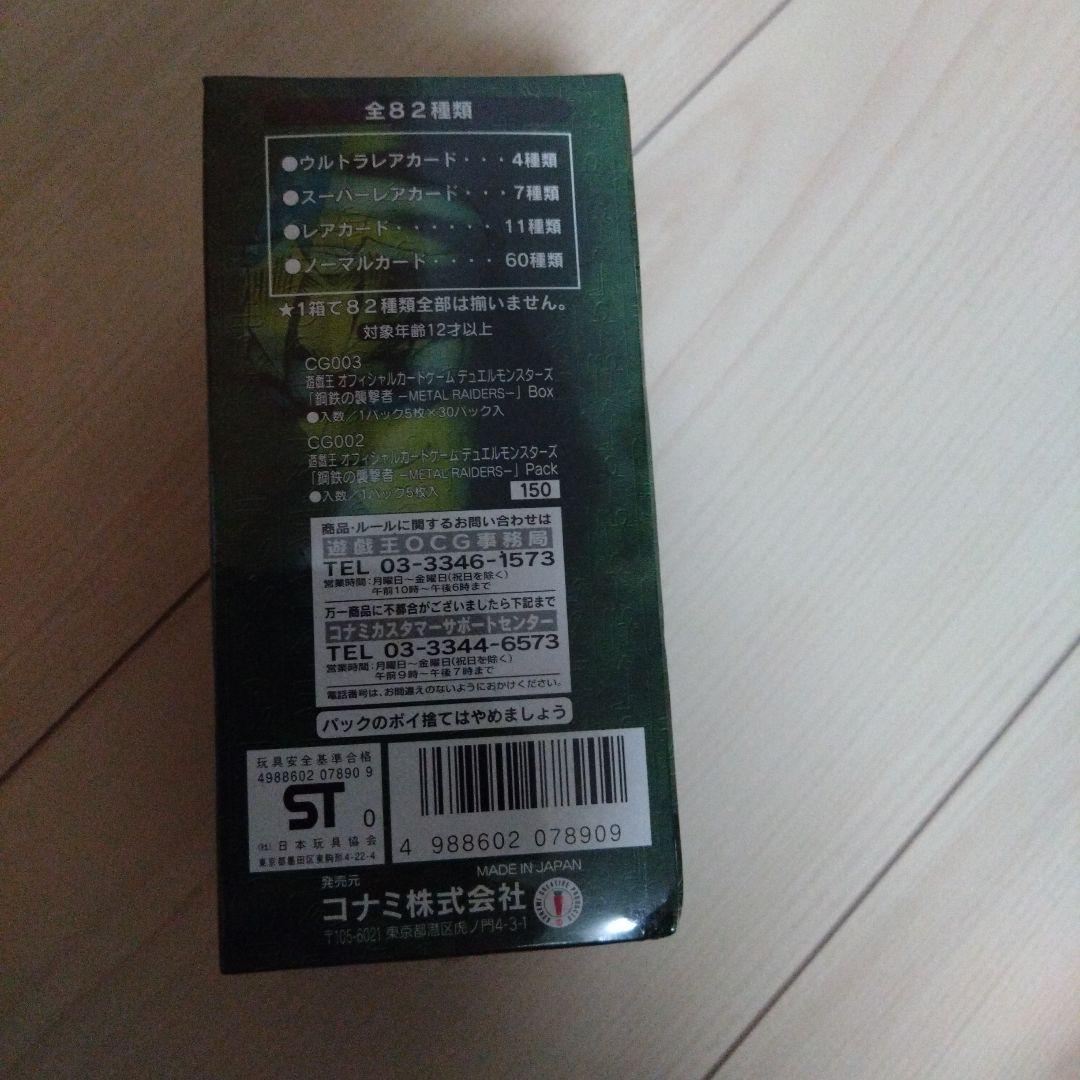 全82種類
●ウルトラレアカード・・・4種類
●スーパーレアカード・・・7種類
●レアカード・・・・・・11種類
●ノーマルカード・・・・60種類
★1箱で82種類全部は揃いません。
対象年齢12才以上
CG003
遊戯王 オフィシャルカードゲーム デュエルモンスターズ
「鋼鉄の襲撃者 −METAL RAIDERS−」Box
●入数/1パック5枚×30パック入
CG002
遊戯王 オフィシャルカードゲーム デュエルモンスターズ
「鋼鉄の襲撃者 −METAL RAIDERS−」Pack
●入数/1パック5枚入 150
商品・ルールに関するお問い合わせは
遊戯王OCG事務局
TEL 03-3346-1573
営業時間:月曜日〜金曜日(祝日を除く)
午前10時〜午後6時まで
万一商品に不都合がございましたら下記まで
コナミカスタマーサポートセンター
TEL 03-3344-6573
営業時間:月曜日〜金曜日(祝日を除く)
午前9時〜午後7時まで
電話番号は、お間違えのないようにおかけください。
パックのポイ捨てはやめましょう
玩具安全基準合格
4988602 07890 9
ST 0
(社)日本玩具協会
東京都墨田区東駒形4-22-4
4 988602 078909
MADE IN JAPAN
発売元
コナミ株式会社
KONAMI CREATIVE PRODUCTS
〒105-6021 東京都港区虎ノ門4-3-1